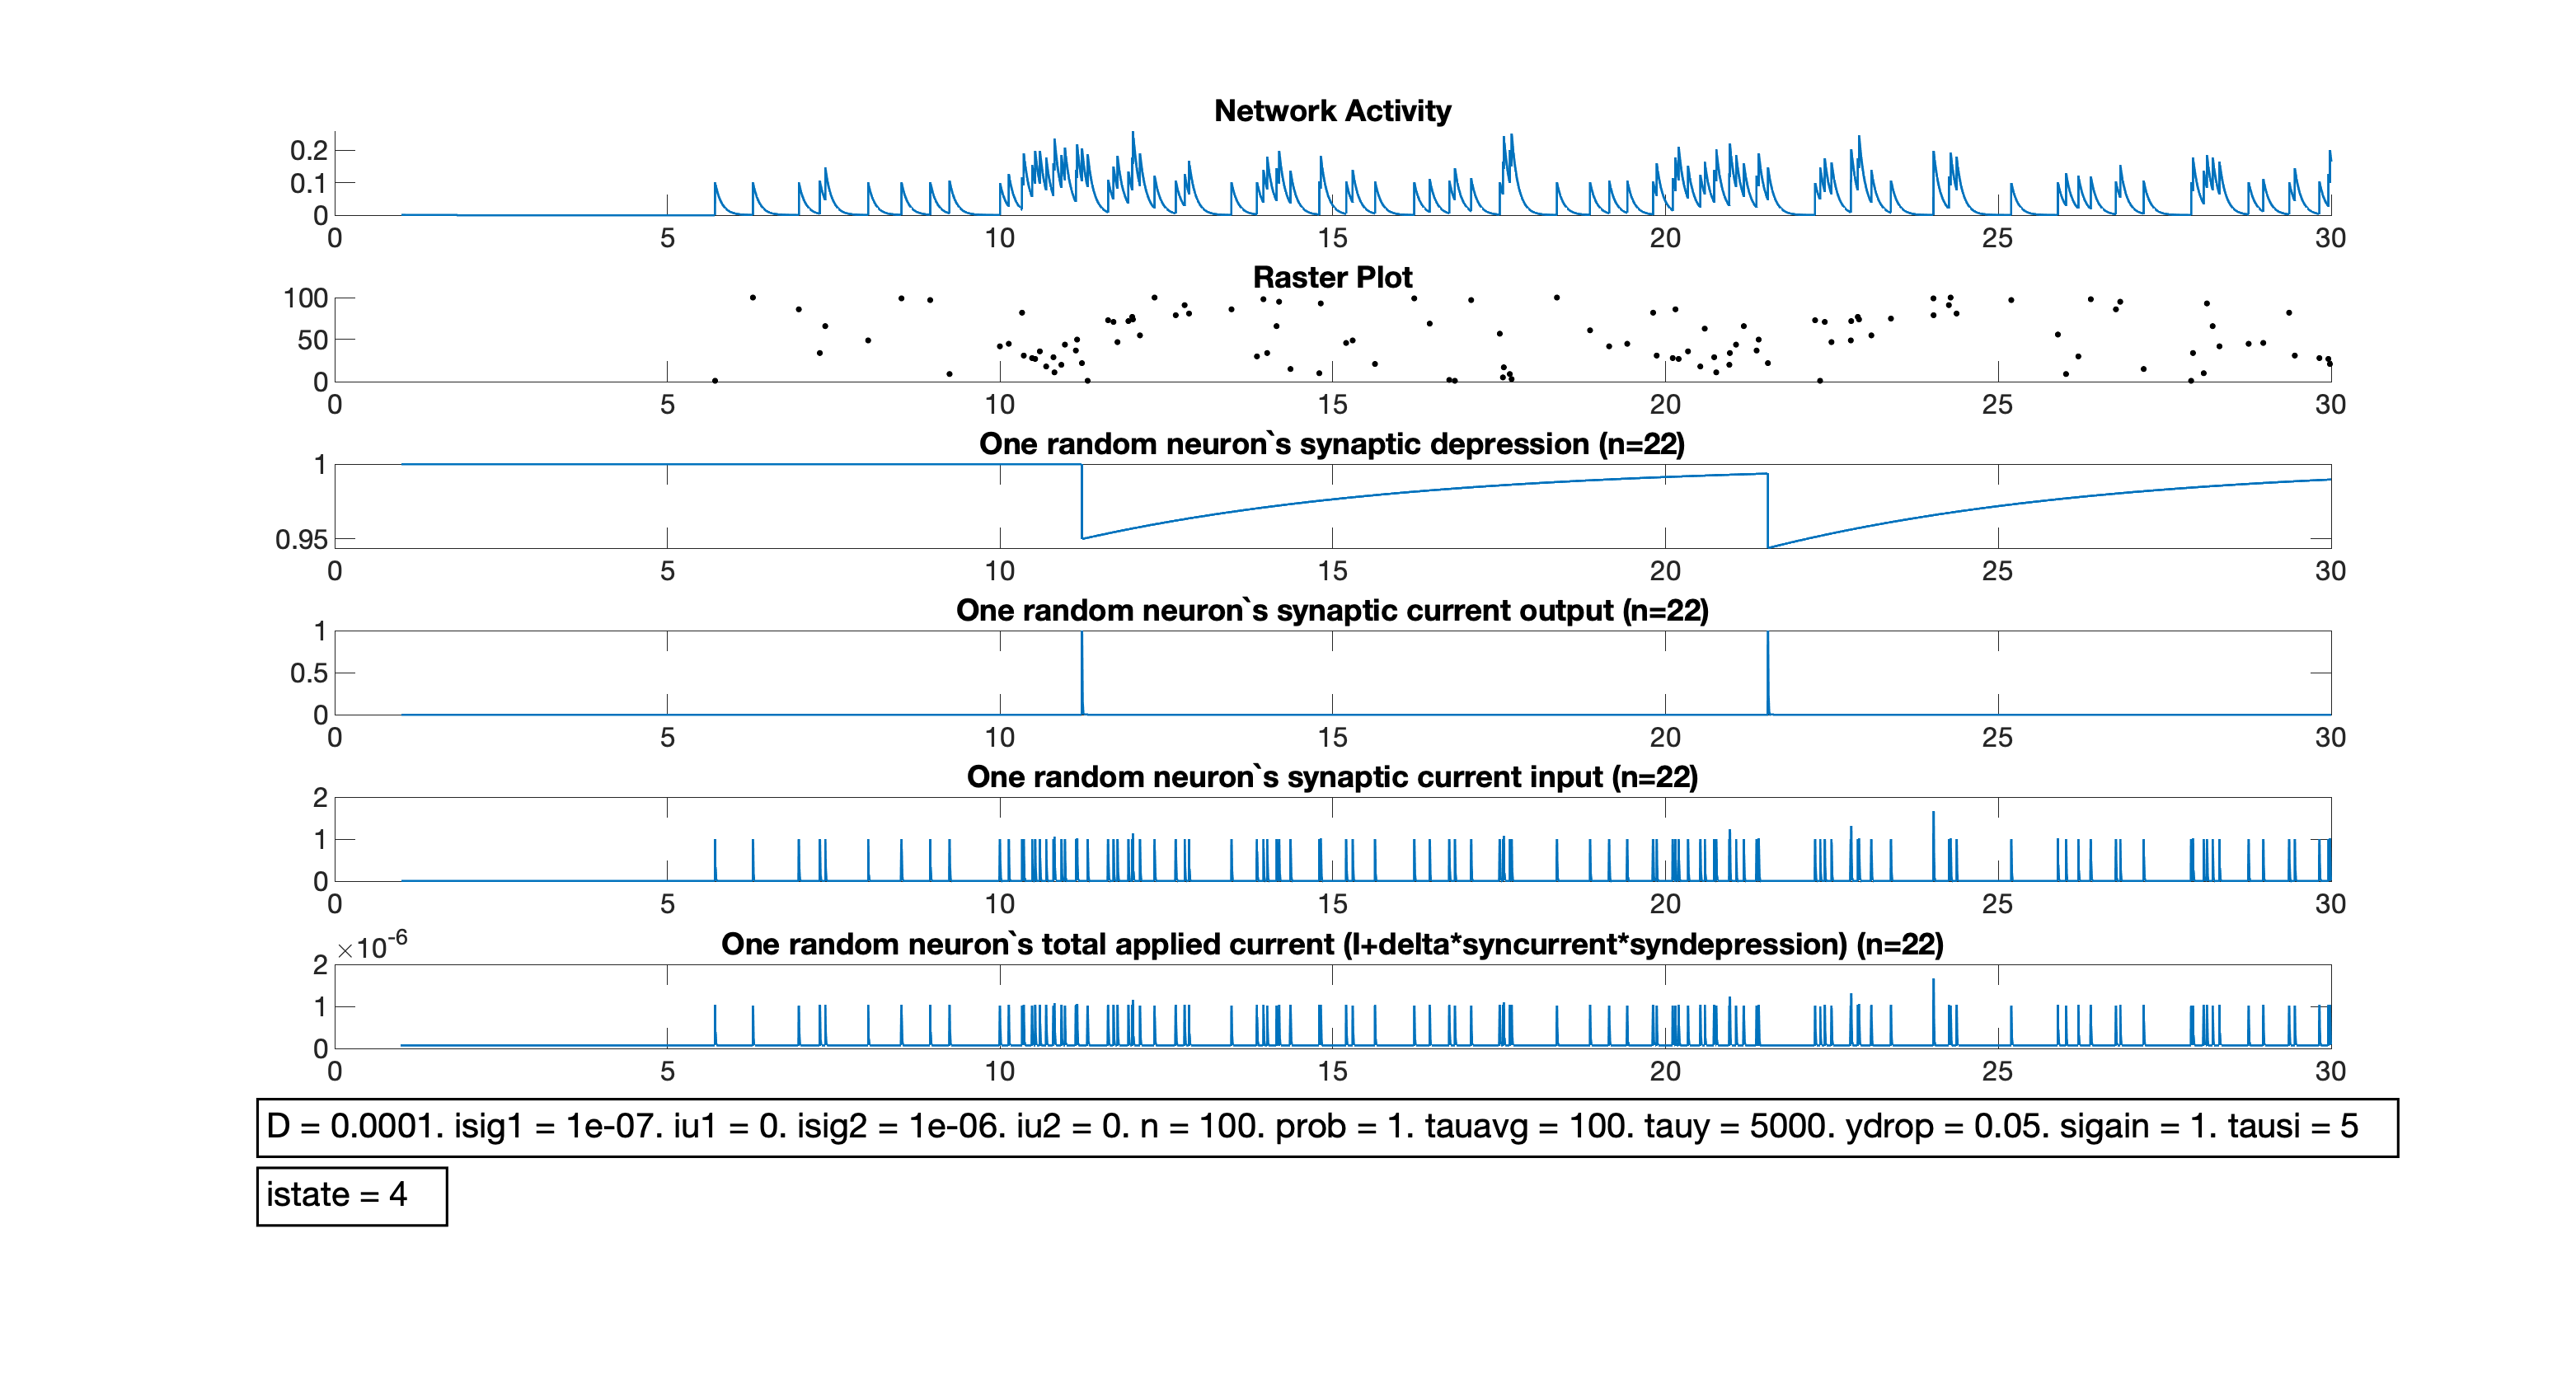 Network Activity
0.2
0.1
0
0 5 10 15 20 25 30
Raster Plot
100
50
0
0 5 10 15 20 25 30
One random neuron`s synaptic depression (n=22)
1
0.95
0 5 10 15 20 25 30
One random neuron`s synaptic current output (n=22)
1
0.5
0
0 5 10 15 20 25 30
One random neuron`s synaptic current input (n=22)
2
1
0
0 5 10 15 20 25 30
One random neuron`s total applied current (I+delta*syncurrent*syndepression) (n=22)
×10-6
2
1
0
0 5 10 15 20 25 30
D = 0.0001. isig1 = 1e-07. iu1 = 0. isig2 = 1e-06. iu2 = 0. n = 100. prob = 1. tauavg = 100. tauy = 5000. ydrop = 0.05. sigain = 1. tausi = 5
istate = 4